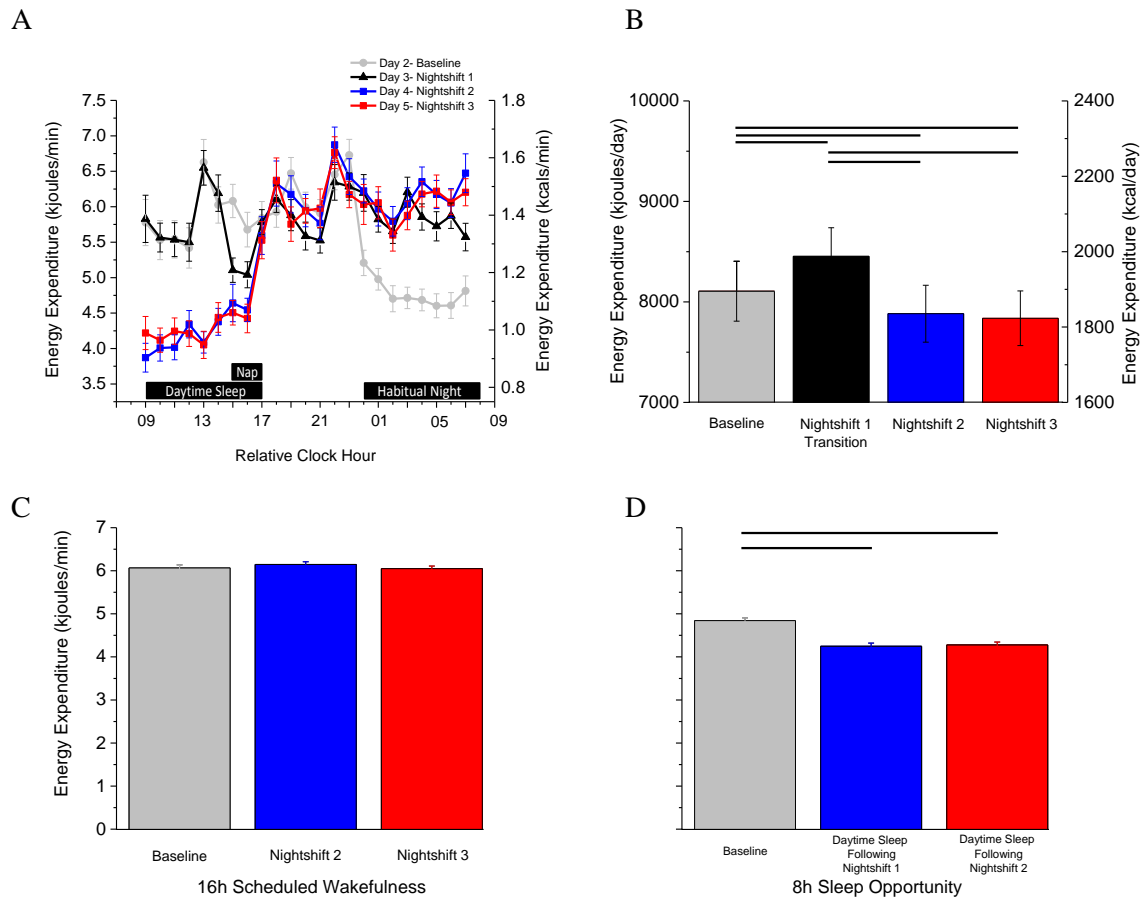 A
Day 2- Baseline
Day 3- Nightshift 1
Day 4- Nightshift 2
Day 5- Nightshift 3
Energy Expenditure (kjoules/min)
7.5
7.0
6.5
6.0
5.5
5.0
4.5
4.0
3.5
1.8
1.6
1.4
1.2
1.0
0.8
Energy Expenditure (kcals/min)
Nap
Daytime Sleep
Habitual Night
09 13 17 21 01 05 09
Relative Clock Hour
B
Energy Expenditure (kjoules/day)
10000
9000
8000
7000
2400
2200
2000
1800
1600
Energy Expenditure (kcal/day)
Baseline
Nightshift 1
Transition
Nightshift 2
Nightshift 3
C
Energy Expenditure (kjoules/min)
7
6
5
4
3
2
1
0
Baseline
Nightshift 2
Nightshift 3
16h Scheduled Wakefulness
D
Baseline
Daytime Sleep
Following
Nightshift 1
Daytime Sleep
Following
Nightshift 2
8h Sleep Opportunity